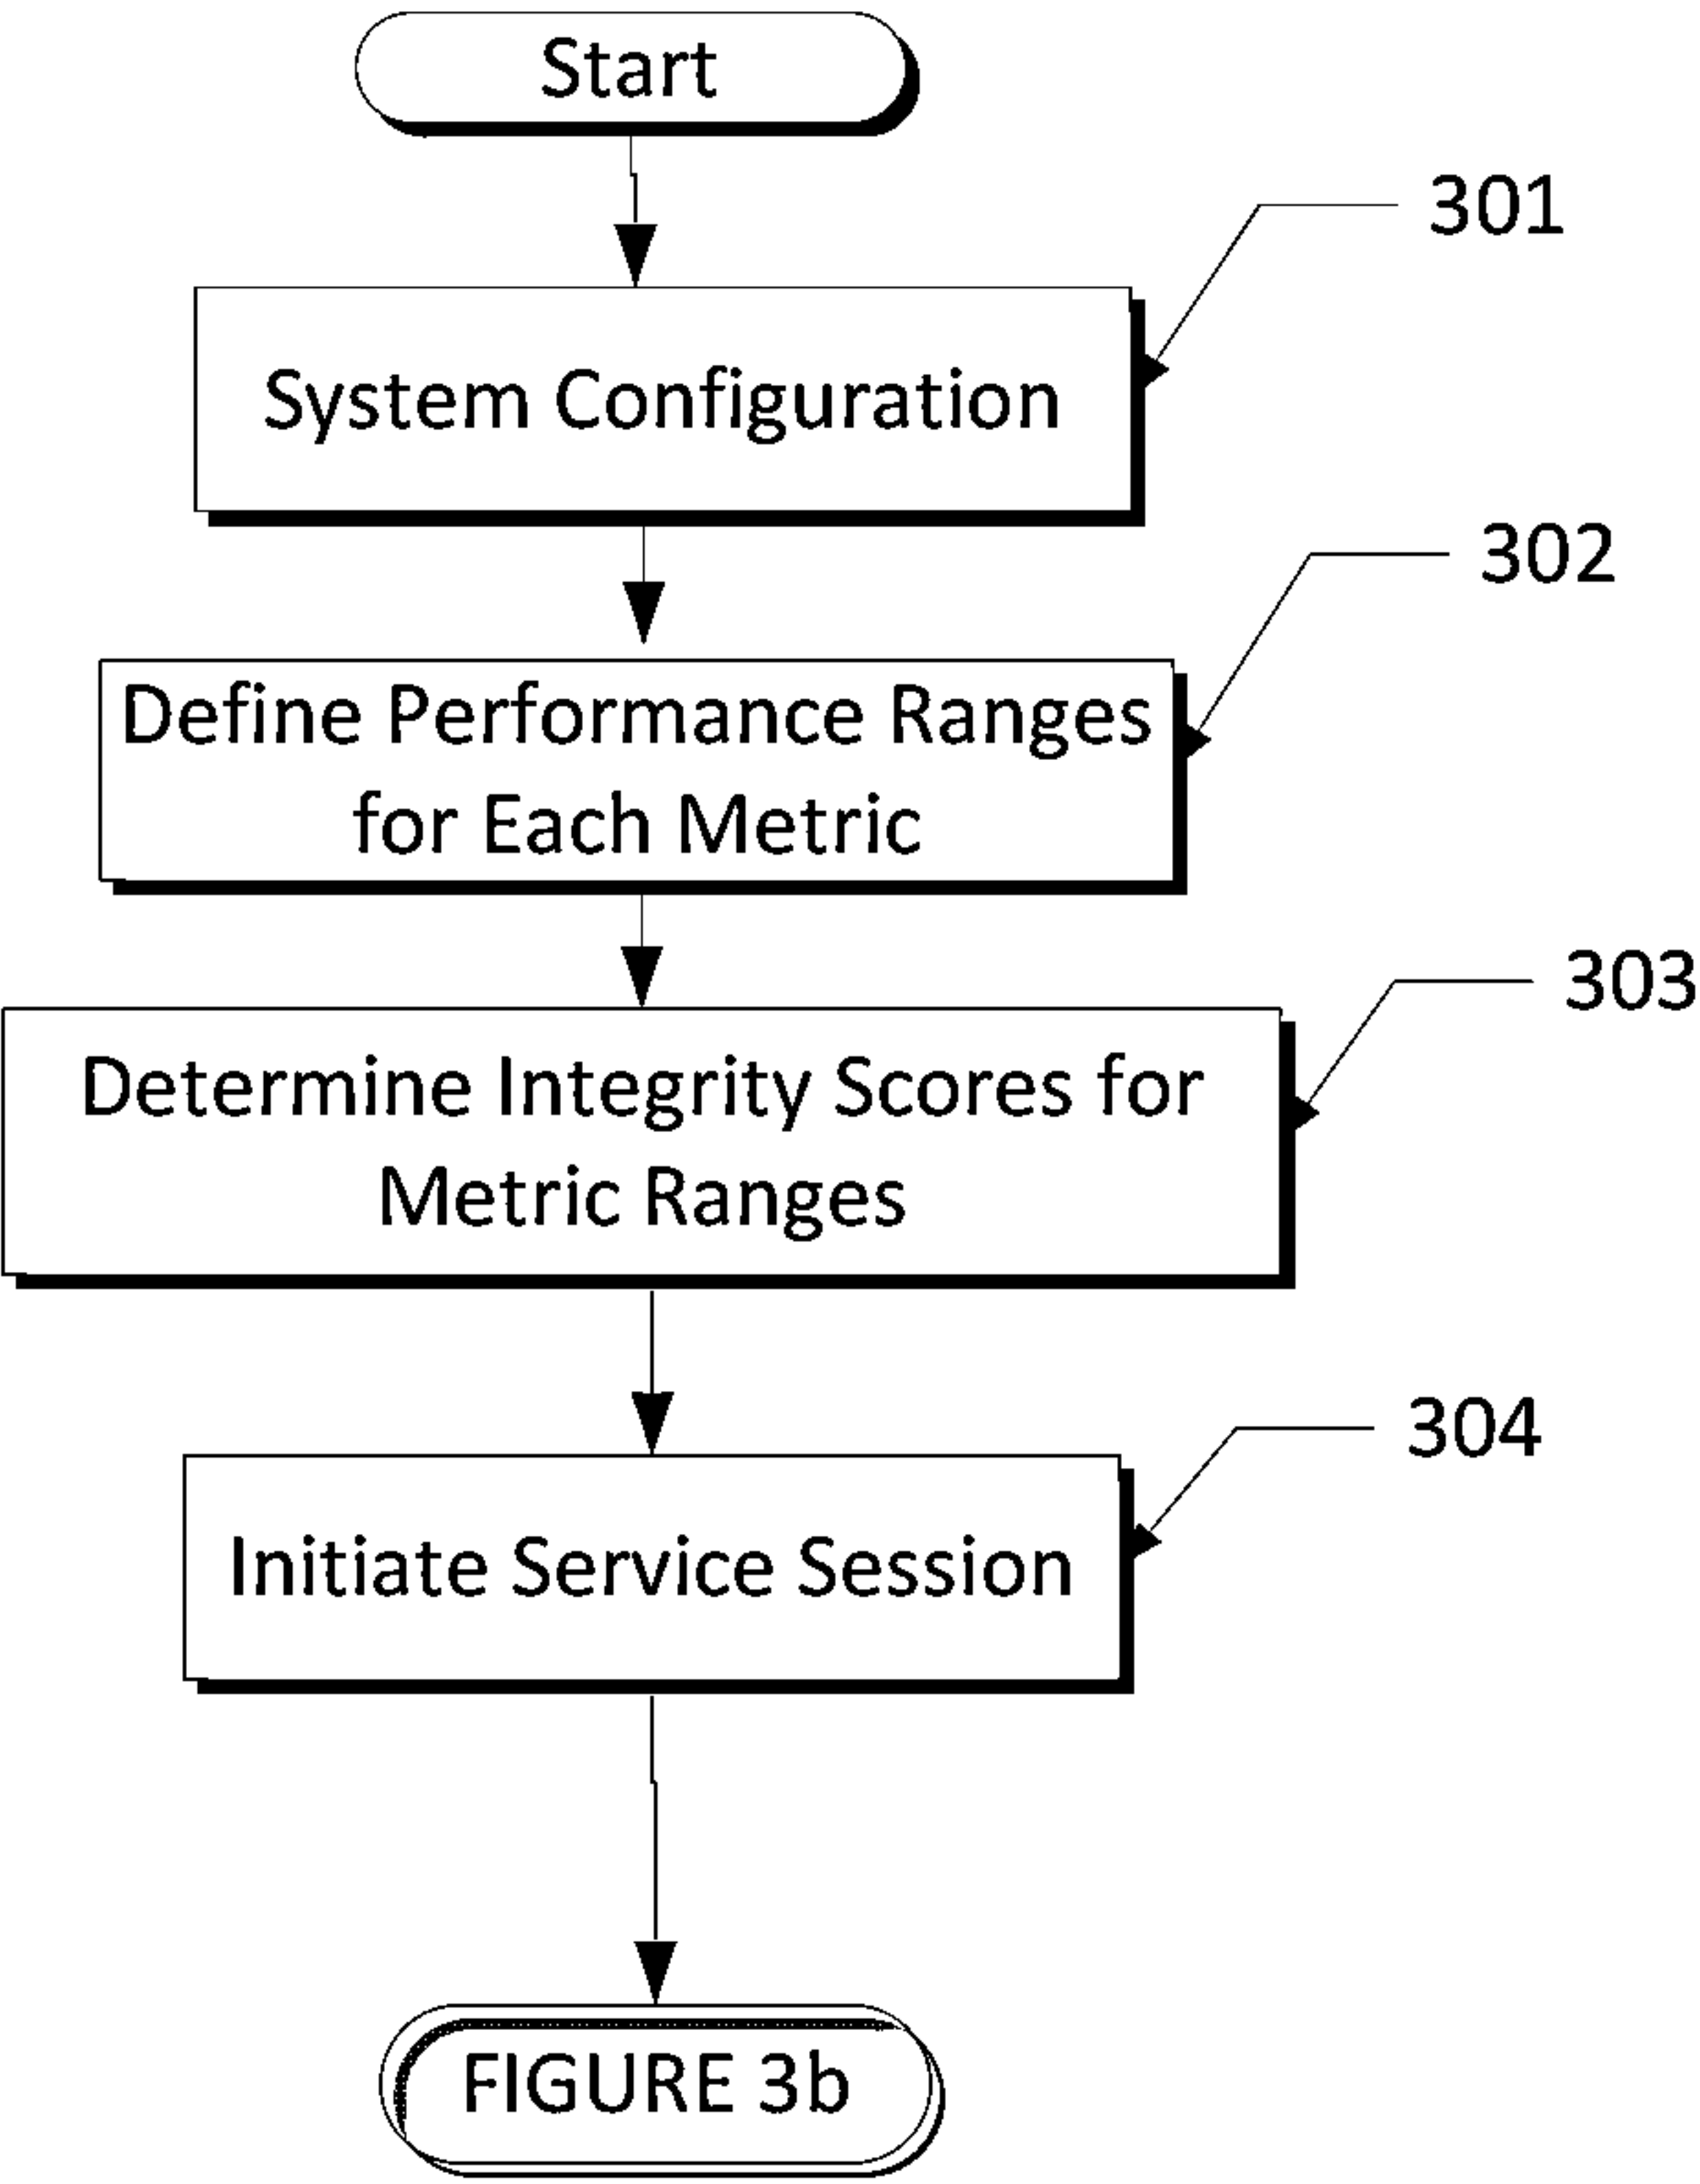 Start
301
System Configuration
302
Define Performance Ranges
for Each Metric
303
Determine Integrity Scores for
Metric Ranges
304
Initiate Service Session
FIGURE 3b